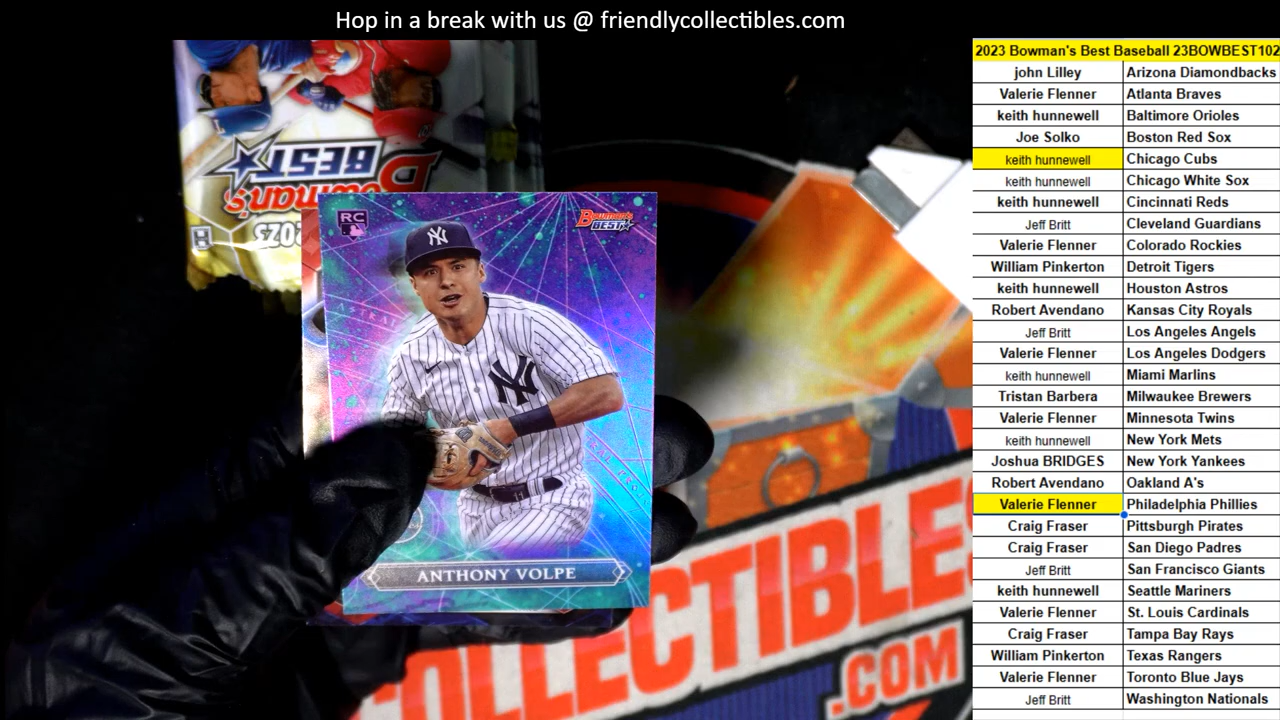 Hop in a break with us @ friendlycollectibles.com
2023 Bowman's Best Baseball 23BOWBEST102
john Lilley Arizona Diamondbacks
Valerie Flenner Atlanta Braves
keith hunnewell Baltimore Orioles
Joe Solko Boston Red Sox
keith hunnewell Chicago Cubs
keith hunnewell Chicago White Sox
keith hunnewell Cincinnati Reds
Jeff Britt Cleveland Guardians
Valerie Flenner Colorado Rockies
William Pinkerton Detroit Tigers
keith hunnewell Houston Astros
Robert Avendano Kansas City Royals
Jeff Britt Los Angeles Angels
Valerie Flenner Los Angeles Dodgers
keith hunnewell Miami Marlins
Tristan Barbera Milwaukee Brewers
Valerie Flenner Minnesota Twins
keith hunnewell New York Mets
Joshua BRIDGES New York Yankees
Robert Avendano Oakland A's
Valerie Flenner Philadelphia Phillies
Craig Fraser Pittsburgh Pirates
Craig Fraser San Diego Padres
Jeff Britt San Francisco Giants
keith hunnewell Seattle Mariners
Valerie Flenner St. Louis Cardinals
Craig Fraser Tampa Bay Rays
William Pinkerton Texas Rangers
Valerie Flenner Toronto Blue Jays
Jeff Britt Washington Nationals
2023
Bowman's
BEST
RC
Bowman's
BEST
NY
NY
ANTHONY VOLPE
COLLECTIBLES
.COM